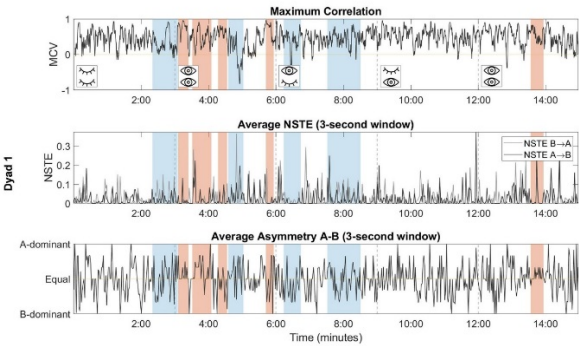 Maximum Correlation
MCV
1
0
-1
2:00 4:00 6:00 8:00 10:00 12:00 14:00
Average NSTE (3-second window)
Dyad 1
NSTE
0.3
0.2
0.1
0
NSTE B→A
NSTE A→B
2:00 4:00 6:00 8:00 10:00 12:00 14:00
Average Asymmetry A-B (3-second window)
A-dominant
Equal
B-dominant
2:00 4:00 6:00 8:00 10:00 12:00 14:00
Time (minutes)